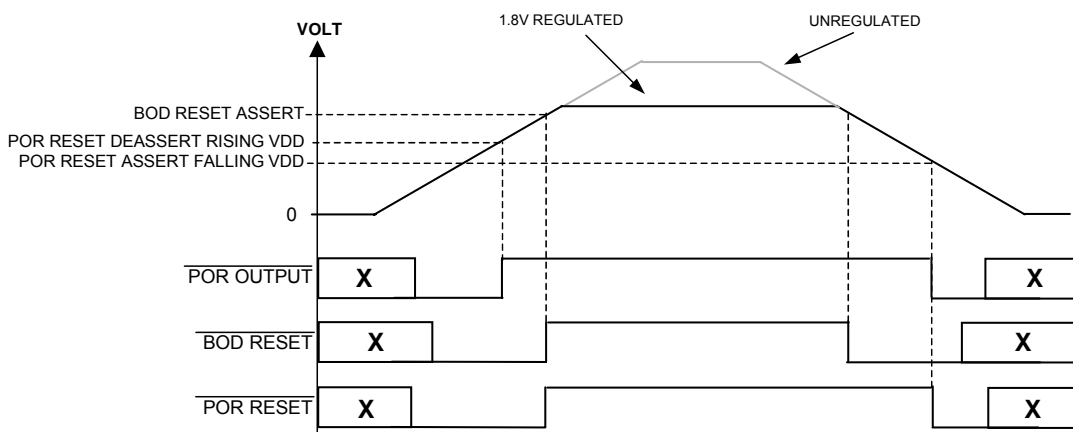 1.8V REGULATED
UNREGULATED
VOLT
BOD RESET ASSERT
POR RESET DEASSERT RISING VDD
POR RESET ASSERT FALLING VDD
0
POR OUTPUT
X
X
BOD RESET
X
X
POR RESET
X
X